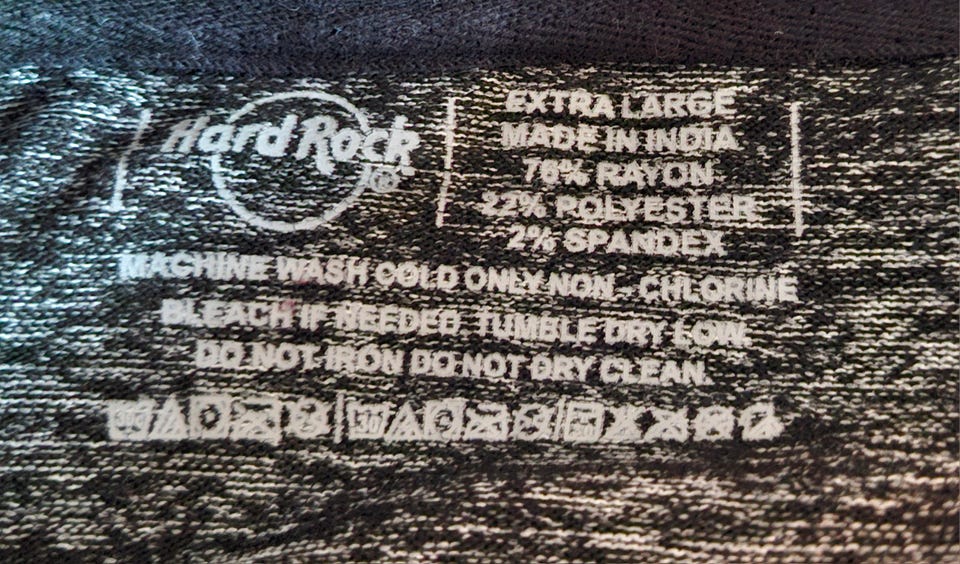 Hard Rock®
EXTRA LARGE
MADE IN INDIA
76% RAYON
22% POLYESTER
2% SPANDEX
MACHINE WASH COLD ONLY NON - CHLORINE
BLEACH IF NEEDED. TUMBLE DRY LOW.
DO NOT IRON DO NOT DRY CLEAN.